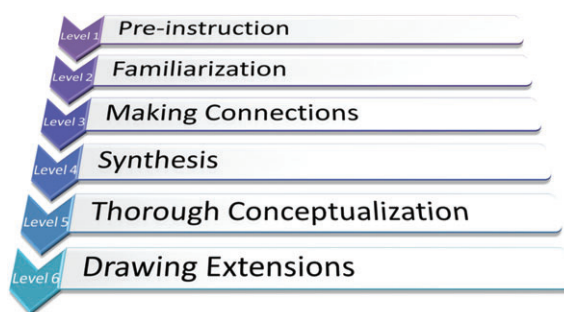 Level 1 Pre-instruction
Level 2 Familiarization
Level 3 Making Connections
Level 4 Synthesis
Level 5 Thorough Conceptualization
Level 6 Drawing Extensions